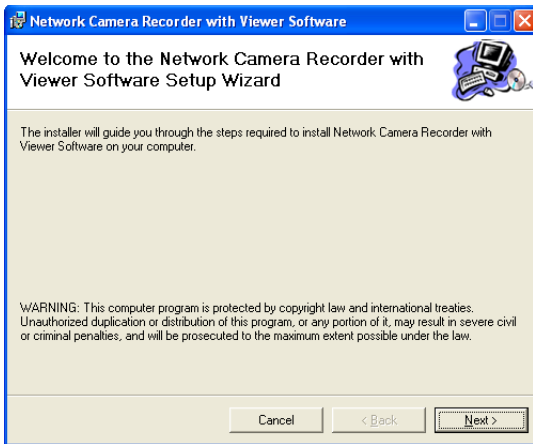 Network Camera Recorder with Viewer Software
Welcome to the Network Camera Recorder with
Viewer Software Setup Wizard
The installer will guide you through the steps required to install Network Camera Recorder with
Viewer Software on your computer.
WARNING: This computer program is protected by copyright law and international treaties.
Unauthorized duplication or distribution of this program, or any portion of it, may result in severe civil
or criminal penalties, and will be prosecuted to the maximum extent possible under the law.
Cancel < Back Next >